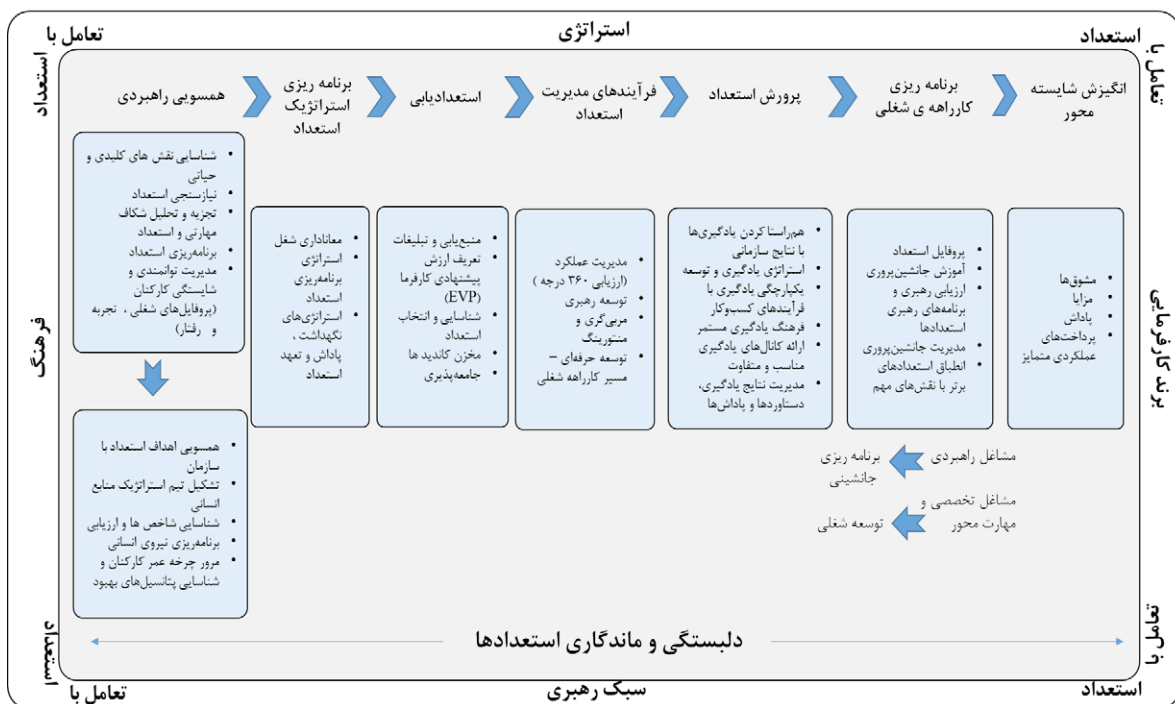 استراتژی
تعامل با
استعداد
استعداد
تعامل با
همسویی راهبردی
برنامه ریزی
استراتژیک
استعداد
استعدادیابی
فرآیندهای مدیریت
استعداد
پرورش استعداد
برنامه ریزی
کارراهه ی شغلی
انگیزش شایسته
محور
شناسایی نقش های کلیدی و
حیاتی
نیازسنجی استعداد
تجزیه و تحلیل شکاف
مهارتی و استعداد
برنامه‌ریزی استعداد
مدیریت توانمندی و
شایستگی کارکنان
(پروفایل‌های شغلی ، تجربه
و رفتار)
همسویی اهداف استعداد با
سازمان
تشکیل تیم استراتژیک منابع
انسانی
شناسایی شاخص ها و ارزیابی
برنامه‌ریزی نیروی انسانی
مرور چرخه عمر کارکنان و
شناسایی پتانسیل‌های بهبود
معناداری شغل
استراتژی
برنامه‌ریزی
استعداد
استراتژی‌های
نگهداشت ،
پاداش و تعهد
استعداد
منبع‌یابی و تبلیغات
تعریف ارزش
پیشنهادی کارفرما
(EVP)
شناسایی و انتخاب
استعداد
مخزن کاندید ها
جامعه‌پذیری
مدیریت عملکرد
(ارزیابی ۳۶۰ درجه )
توسعه رهبری
مربی‌گری و
منتورینگ
توسعه حرفه‌ای –
مسیر کارراهه شغلی
هم‌راستا کردن یادگیری‌ها
با نتایج سازمانی
استراتژی یادگیری و توسعه
یکپارچگی یادگیری با
فرآیندهای کسب‌وکار
فرهنگ یادگیری مستمر
ارائه کانال‌های یادگیری
مناسب و متفاوت
مدیریت نتایج یادگیری،
دستاوردها و پاداش‌ها
پروفایل استعداد
آموزش جانشین‌پروری
ارزیابی رهبری و
برنامه‌های رهبری
استعدادها
مدیریت جانشین‌پروری
انطباق استعدادهای
برتر با نقش‌های مهم
مشوق‌ها
مزایا
پاداش
پرداخت‌های
عملکردی متمایز
مشاغل راهبردی
برنامه ریزی
جانشینی
مشاغل تخصصی و
مهارت محور
توسعه شغلی
فرهنگ
برند کارفرمایی
دلبستگی و ماندگاری استعدادها
استعداد
تعامل با
سبک رهبری
استعداد